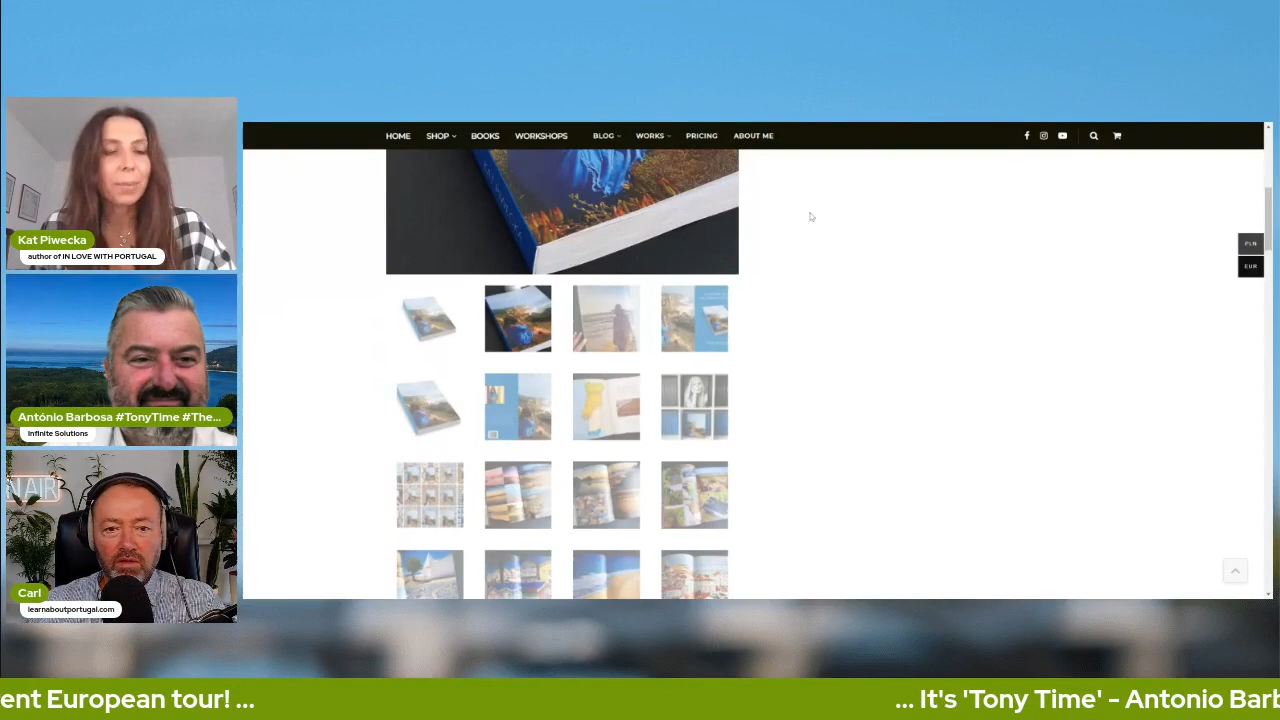 HOME SHOP BOOKS WORKSHOPS BLOG WORKS PRICING ABOUT ME
PLN
EUR
Kat Piwecka
author of IN LOVE WITH PORTUGAL
António Barbosa #TonyTime #The...
Infinite Solutions
N AIR
Carl
learnaboutportugal.com
ent European tour! ... ... It's 'Tony Time' - Antonio Barb